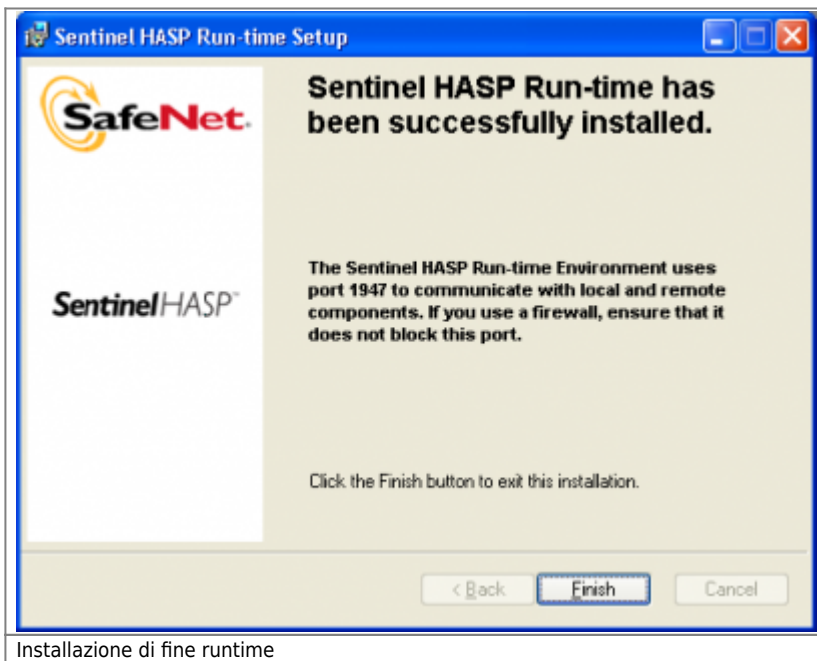 Sentinel HASP Run-time Setup
SafeNet.
Sentinel HASP Run-time has
been successfully installed.
SentinelHASP™
The Sentinel HASP Run-time Environment uses
port 1947 to communicate with local and remote
components. If you use a firewall, ensure that it
does not block this port.
Click the Finish button to exit this installation.
< Back
Finish
Cancel
Installazione di fine runtime